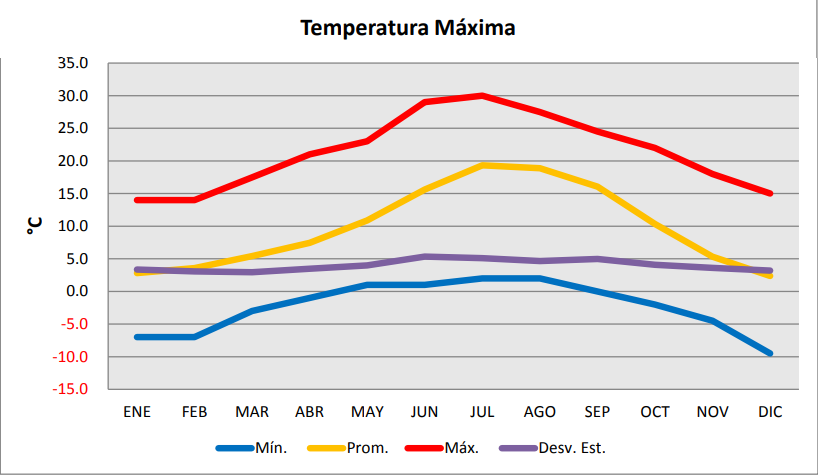 Temperatura Máxima
35.0
30.0
25.0
20.0
15.0
10.0
5.0
0.0
-5.0
-10.0
-15.0
°C
ENE FEB MAR ABR MAY JUN JUL AGO SEP OCT NOV DIC
Mín. Prom. Máx. Desv. Est.